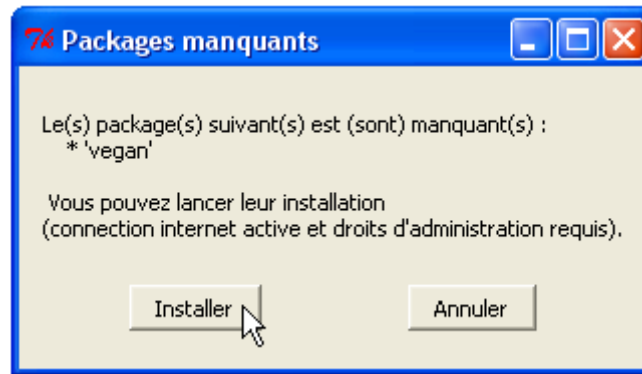 Packages manquants
Le(s) package(s) suivant(s) est (sont) manquant(s) :
* 'vegan'
Vous pouvez lancer leur installation
(connection internet active et droits d'administration requis).
Installer
Annuler